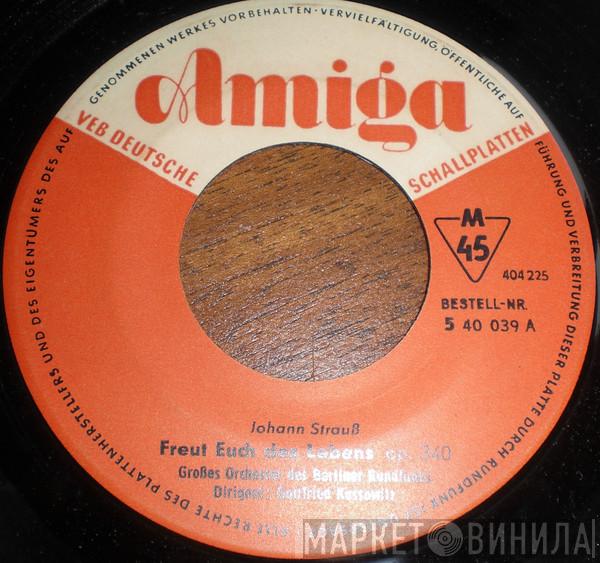 Amiga
VEB DEUTSCHE SCHALLPLATTEN
M
45
404 225
BESTELL-NR.
5 40 039 A
Johann Strauß
Freut Euch des Lebens op. 340
Großes Orchester des Berliner Rundfunks
Dirigent: Gottfried Kassowitz
ELLE RECHTE DES PLATTENHERSTELLERS UND DES EIGENTÜMERS DES AUF GENOMMENEN WERKES VORBEHALTEN · VERVIELFÄLTIGUNG, ÖFFENTLICHE AUF FÜHRUNG UND VERBREITUNG DIESER PLATTE DURCH RUNDFUNK
МАРКЕТ ВИНИЛА